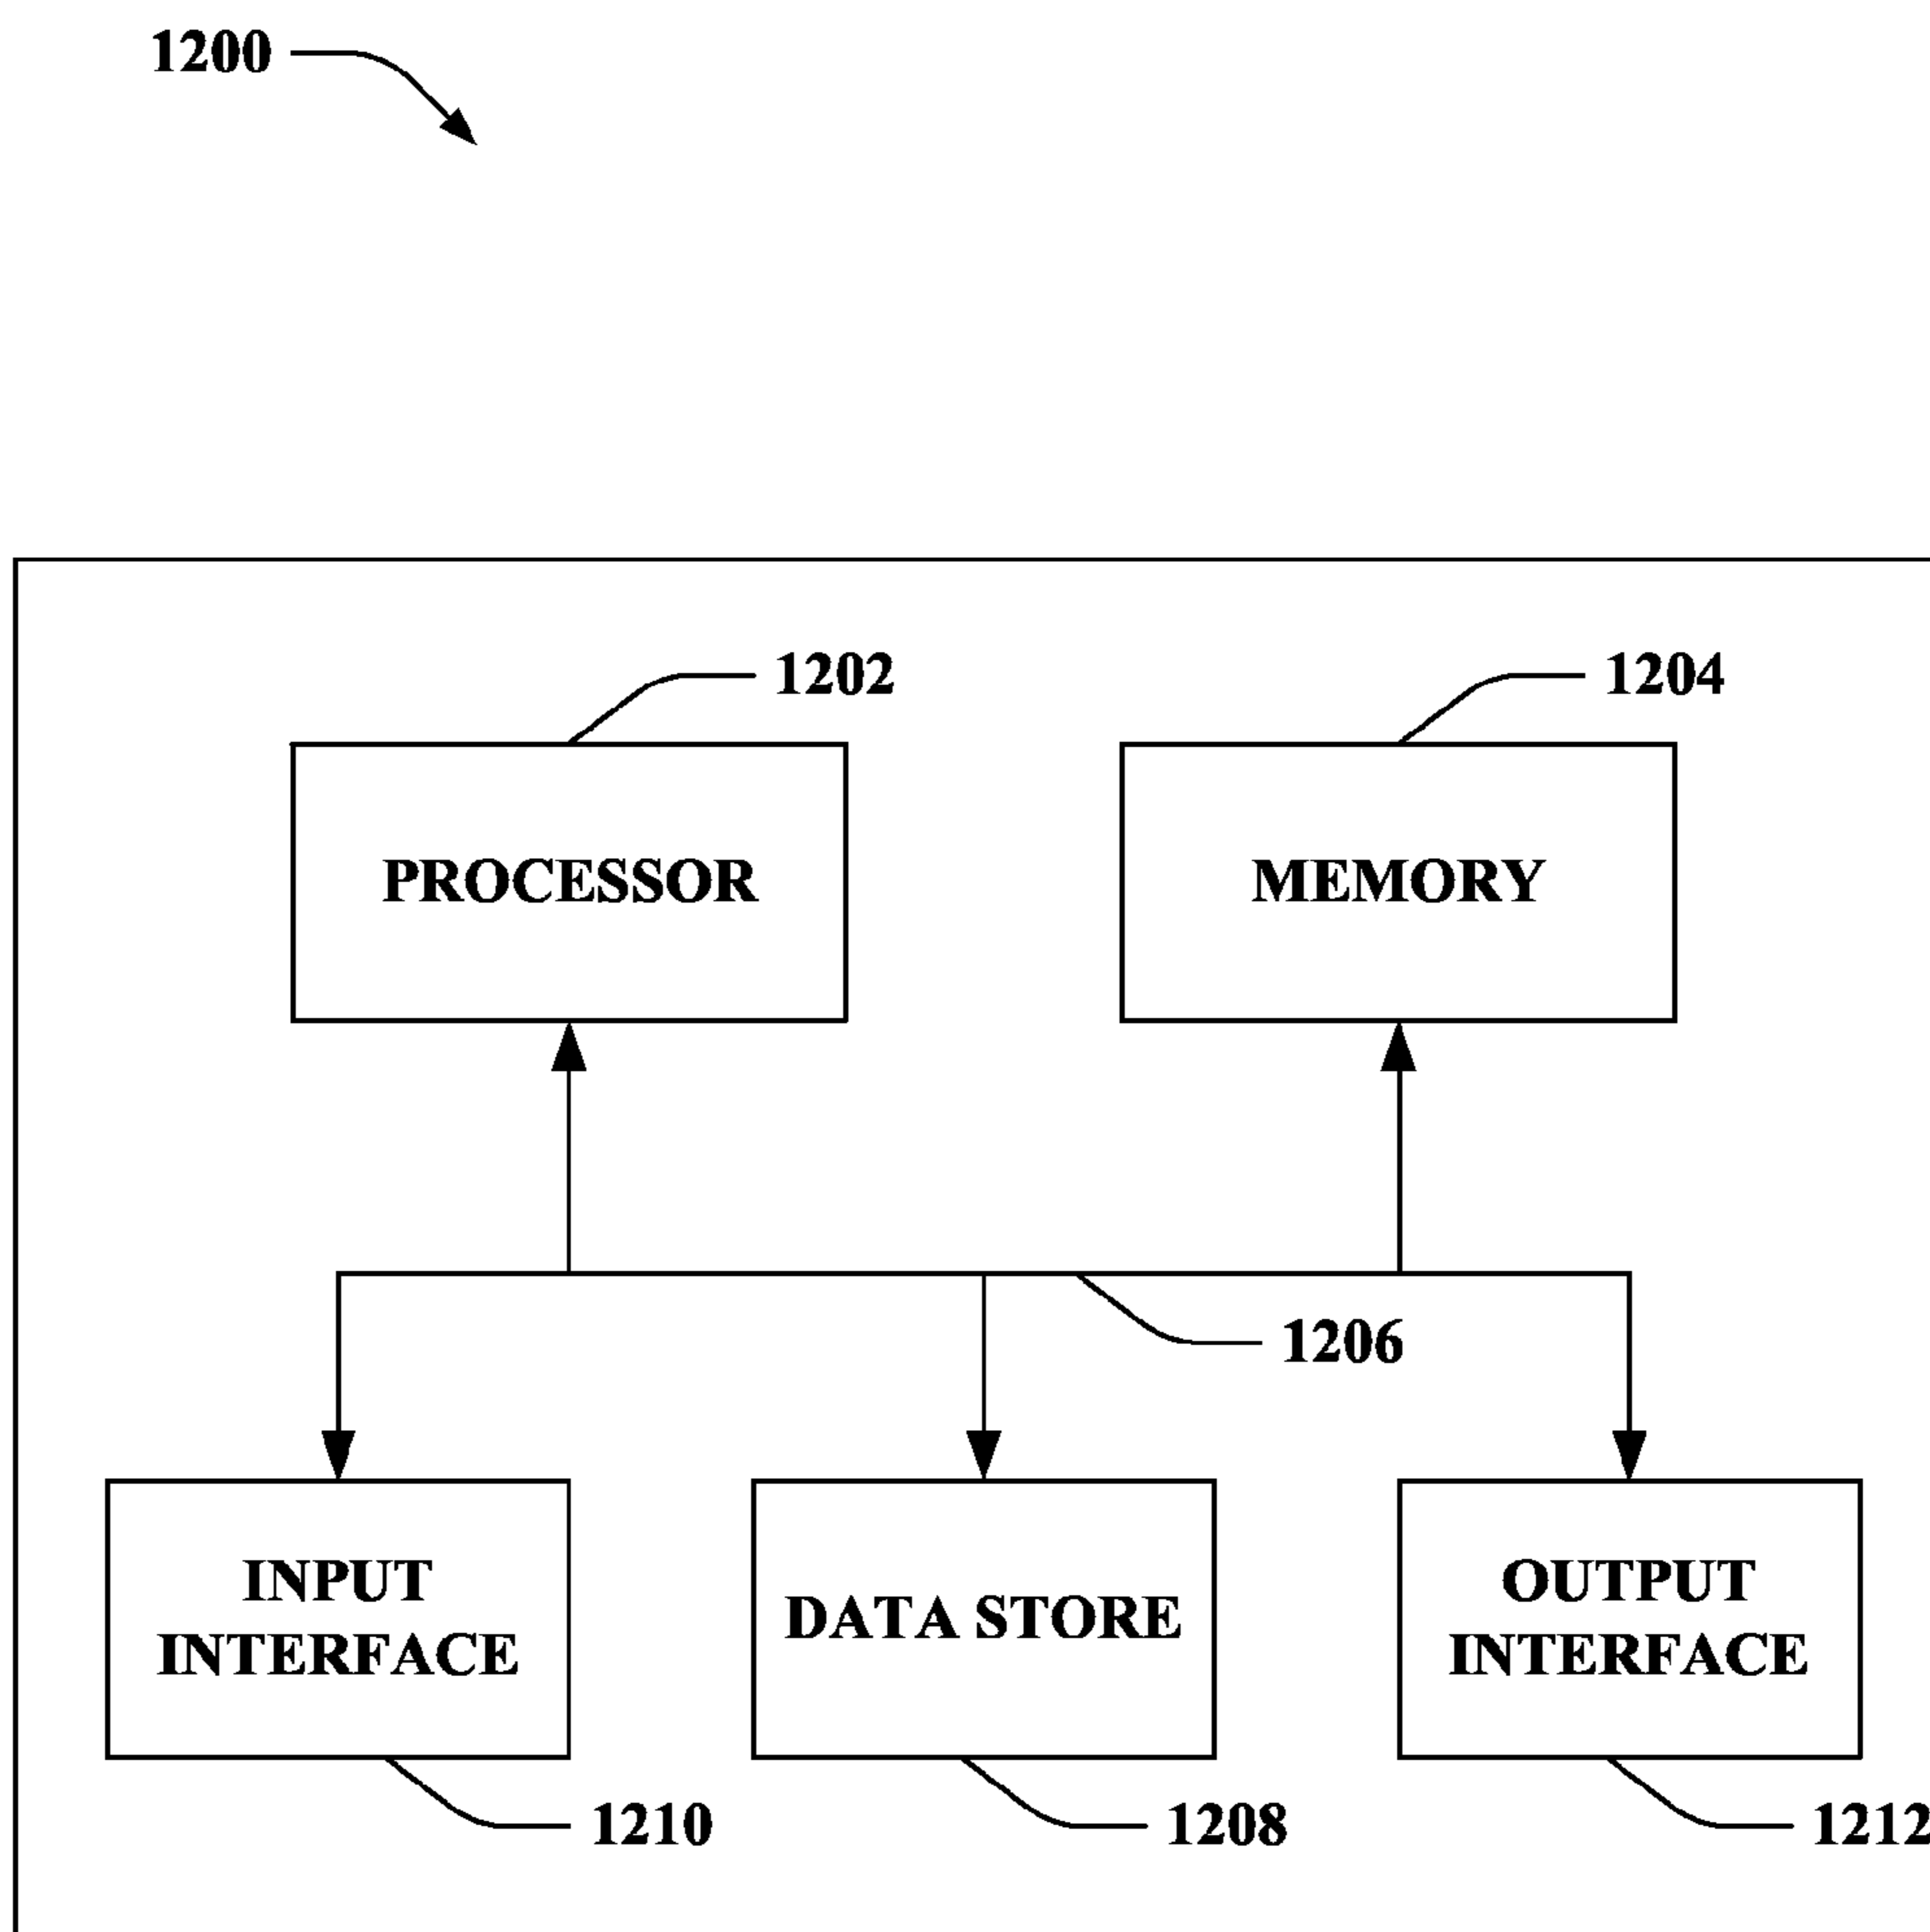 1200
1202
1204
PROCESSOR
MEMORY
1206
INPUT
INTERFACE
DATA STORE
OUTPUT
INTERFACE
1210
1208
1212